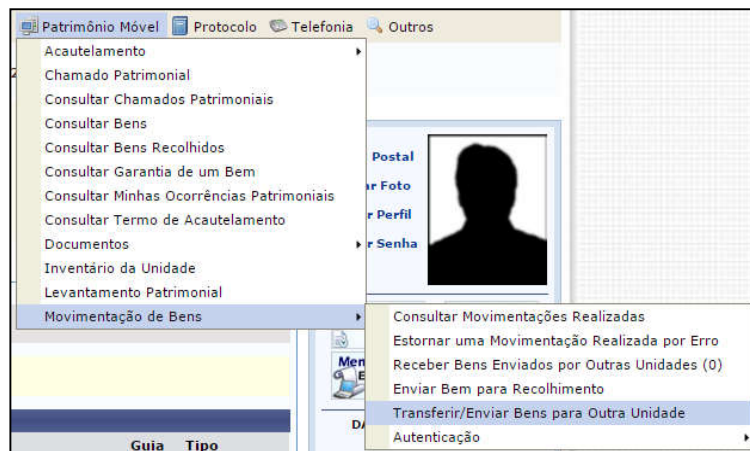 Patrimônio Móvel Protocolo Telefonia Outros
Acautelamento
Chamado Patrimonial
Consultar Chamados Patrimoniais
Consultar Bens
Consultar Bens Recolhidos
Consultar Garantia de um Bem
Consultar Minhas Ocorrências Patrimoniais
Consultar Termo de Acautelamento
Documentos
Inventário da Unidade
Levantamento Patrimonial
Movimentação de Bens
Postal
Foto
Perfil
Senha
Consultar Movimentações Realizadas
Estornar uma Movimentação Realizada por Erro
Receber Bens Enviados por Outras Unidades (0)
Enviar Bem para Recolhimento
Transferir/Enviar Bens para Outra Unidade
Autenticação
Guia Tipo